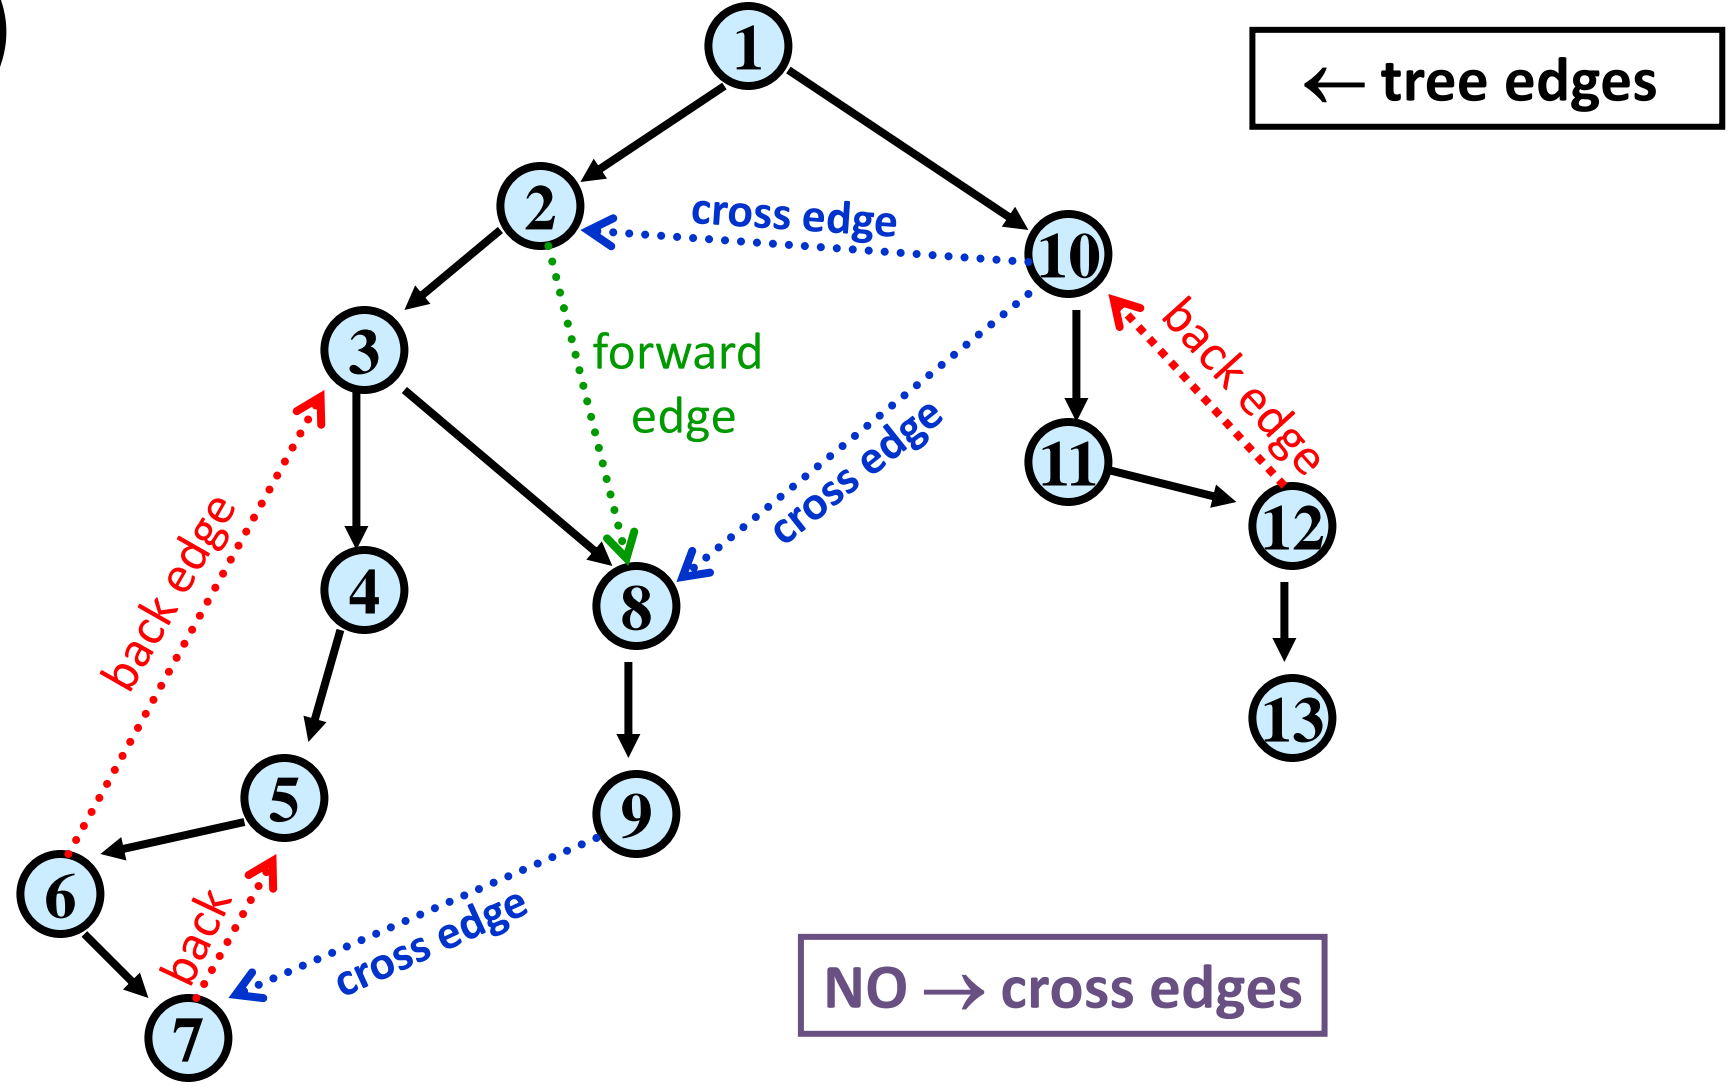 1
← tree edges
2
cross edge
10
3
forward
edge
back edge
cross edge
11
12
back edge
4
8
5
9
6
back
cross edge
13
7
NO → cross edges